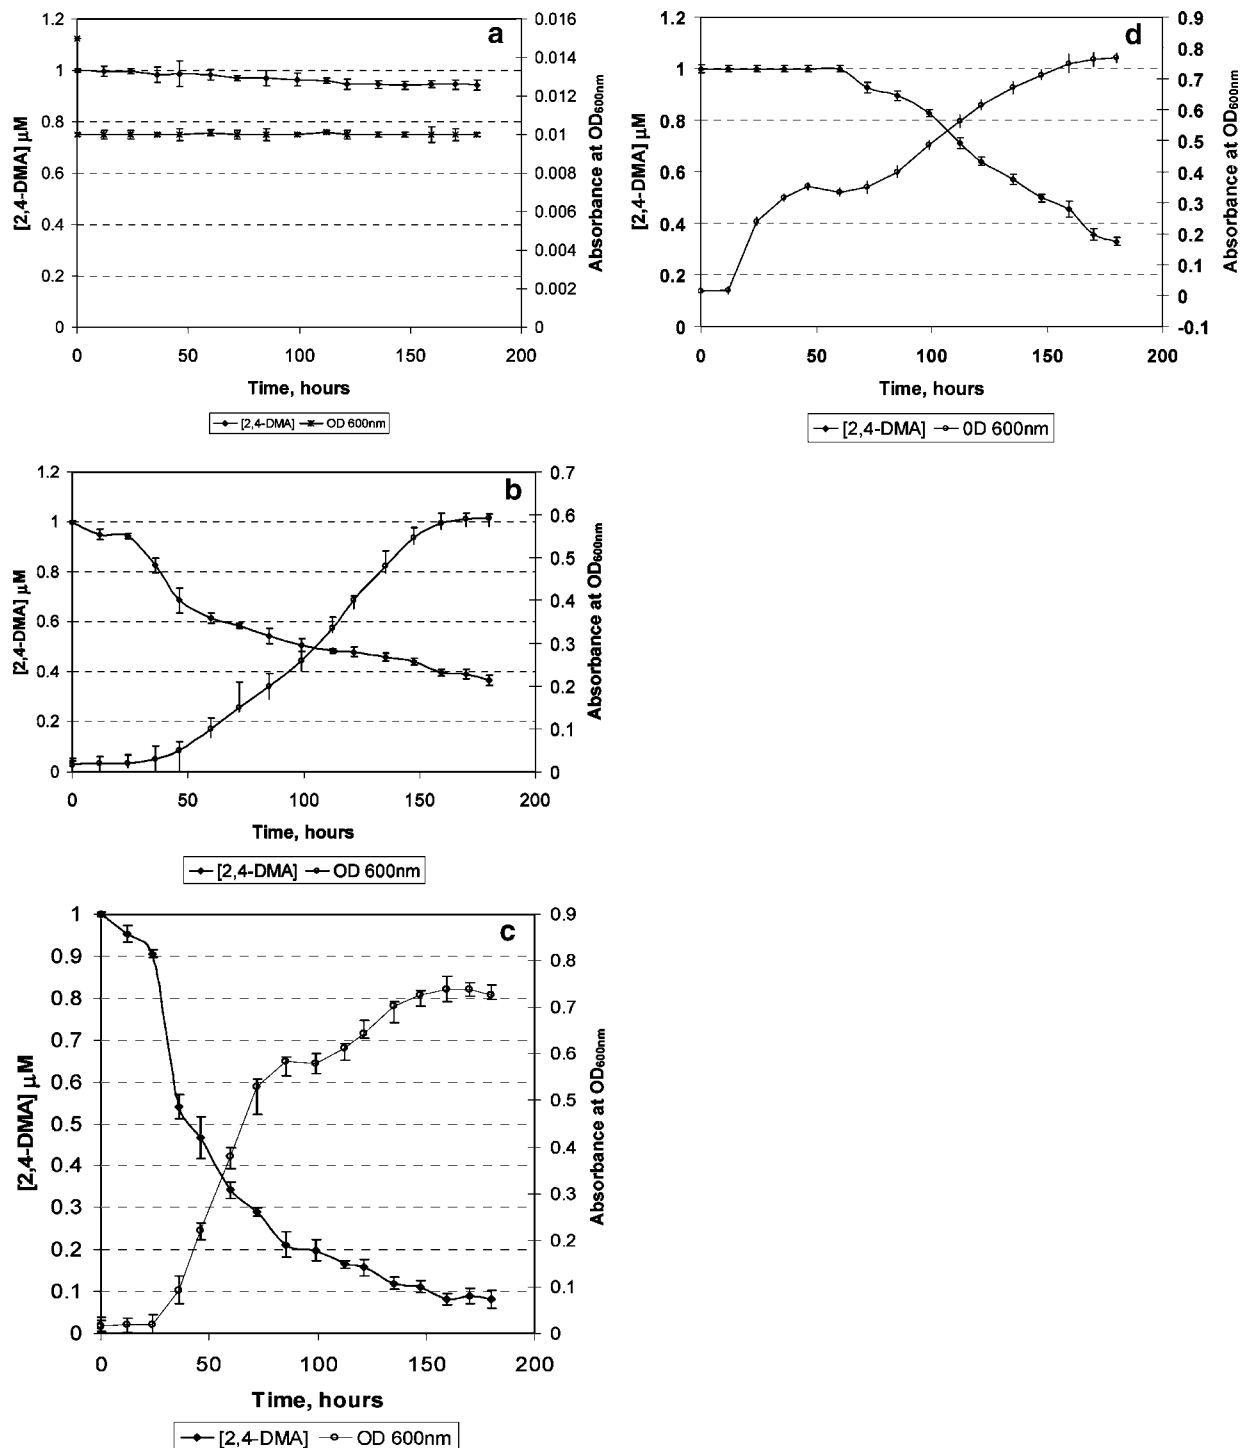 a
1.2
1
0.8
0.6
0.4
0.2
0
[2,4-DMA] µM
0.016
0.014
0.012
0.01
0.008
0.006
0.004
0.002
0
Absorbance at OD600nm
0 50 100 150 200
Time, hours
[2,4-DMA] OD 600nm
d
1.2
1
0.8
0.6
0.4
0.2
0
[2,4-DMA] µM
0.9
0.8
0.7
0.6
0.5
0.4
0.3
0.2
0.1
0
-0.1
Absorbance at OD600nm
0 50 100 150 200
Time, hours
[2,4-DMA] 0D 600nm
b
1.2
1
0.8
0.6
0.4
0.2
0
[2,4-DMA] µM
0.7
0.6
0.5
0.4
0.3
0.2
0.1
0
Absorbance at OD600nm
0 50 100 150 200
Time, hours
[2,4-DMA] OD 600nm
c
1
0.9
0.8
0.7
0.6
0.5
0.4
0.3
0.2
0.1
0
[2,4-DMA] µM
0.9
0.8
0.7
0.6
0.5
0.4
0.3
0.2
0.1
0
Absorbance at OD600nm
0 50 100 150 200
Time, hours
[2,4-DMA] OD 600nm